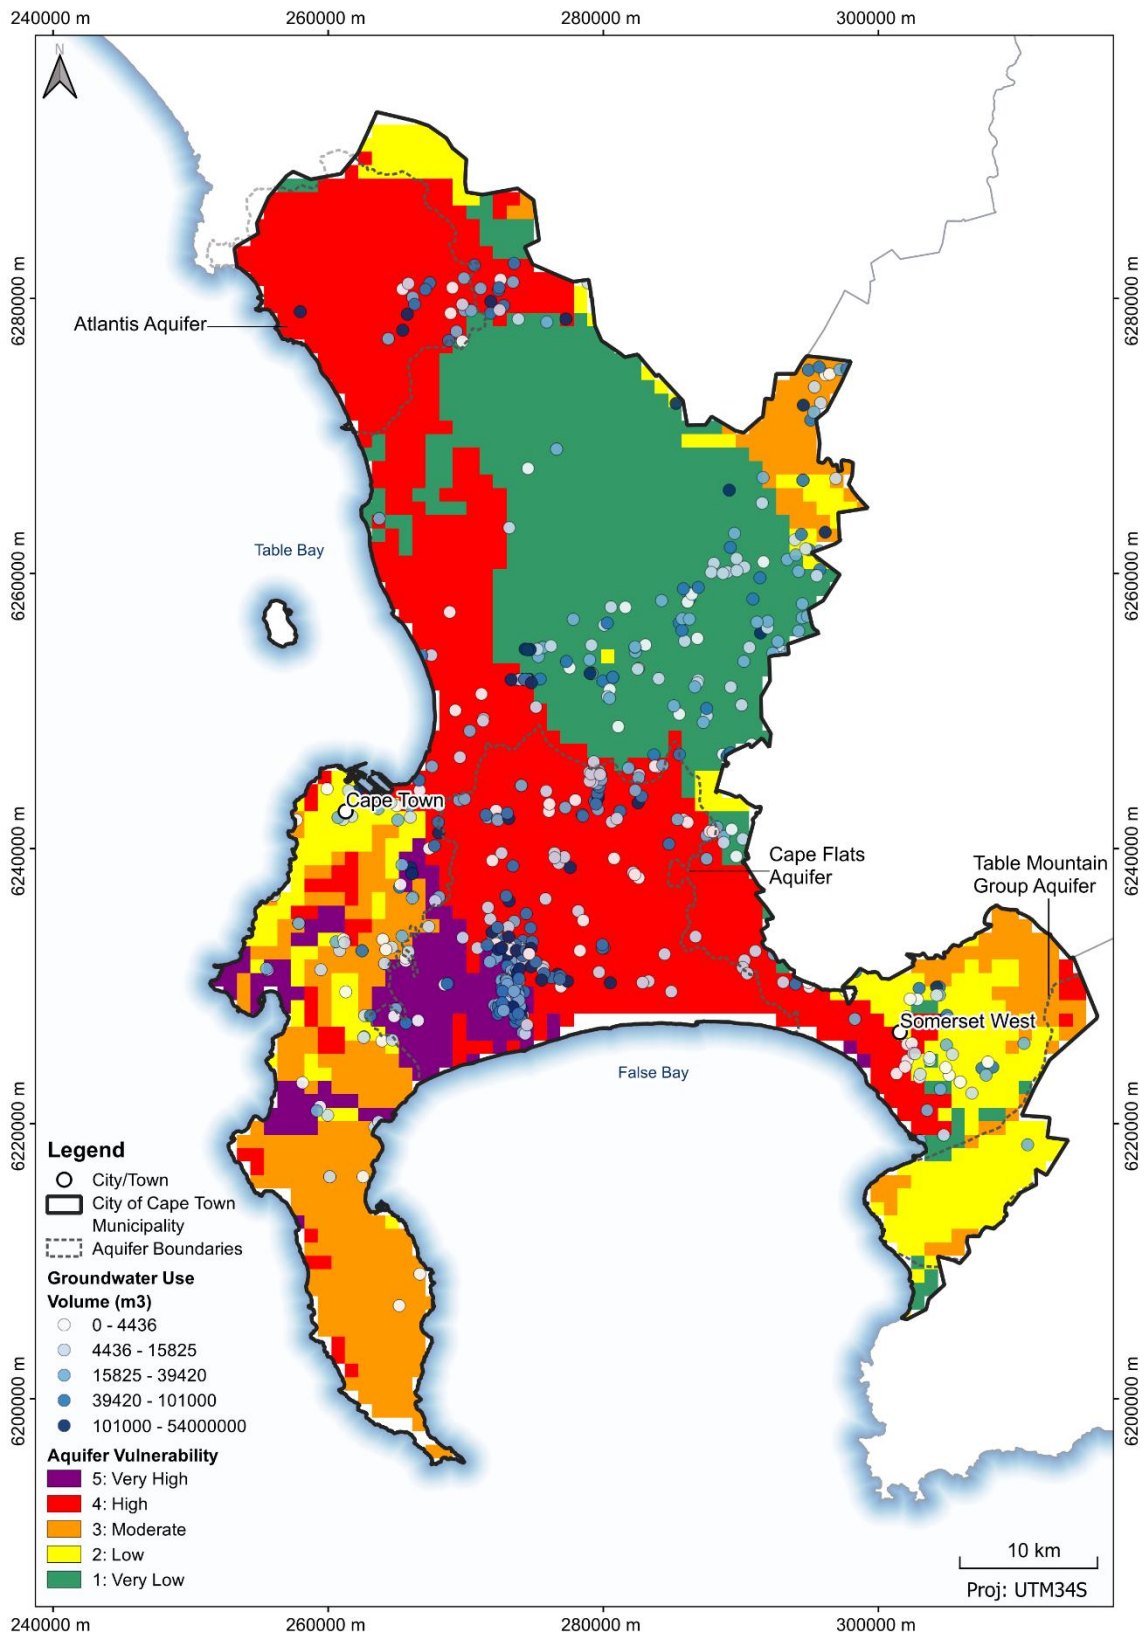 240000 m
260000 m
280000 m
300000 m
N
6280000 m
6280000 m
Atlantis Aquifer
Table Bay
6260000 m
6260000 m
Cape Town
6240000 m
6240000 m
Cape Flats
Aquifer
Table Mountain
Group Aquifer
Somerset West
False Bay
6220000 m
6220000 m
Legend
City/Town
City of Cape Town
Municipality
Aquifer Boundaries
Groundwater Use
Volume (m3)
0 - 4436
4436 - 15825
15825 - 39420
39420 - 101000
101000 - 54000000
6200000 m
6200000 m
Aquifer Vulnerability
5: Very High
4: High
3: Moderate
2: Low
1: Very Low
10 km
Proj: UTM34S
240000 m
260000 m
280000 m
300000 m